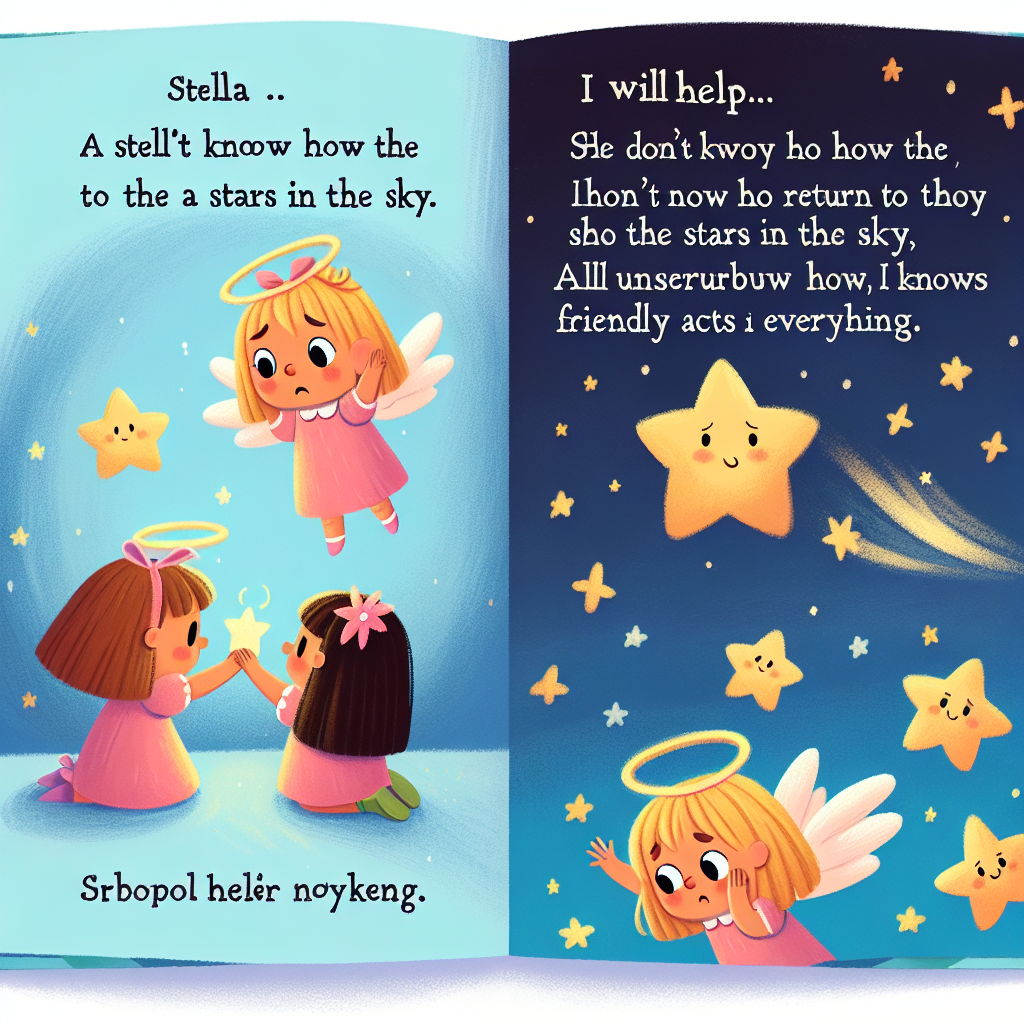 Stella ..
A stell't know how the
to the a stars in the sky.
Srbopol helër noykeng.
I will help...
She don't kwoy ho how the,
Ihon't now ho return to thoy
sho the stars in the sky,
Alll unserurbuw how, I knows
friendly acts i everyhing.